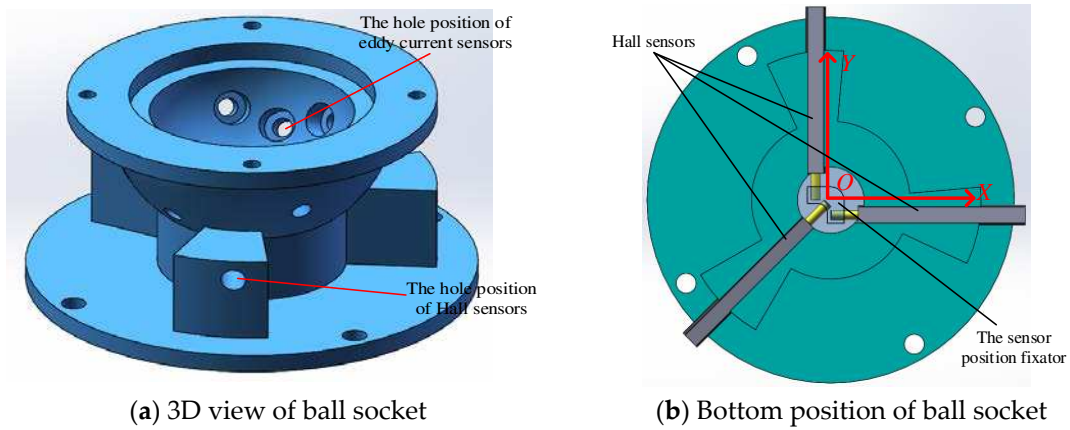 The hole position of
eddy current sensors
The hole position
of Hall sensors
(a) 3D view of ball socket
Hall sensors
Y
O
X
The sensor
position fixator
(b) Bottom position of ball socket